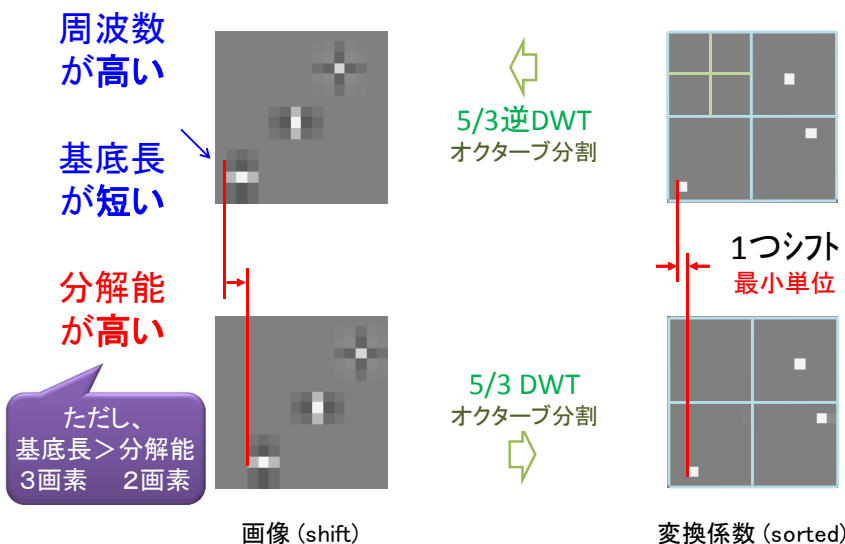 周波数
が高い
基底長
が短い
分解能
が高い
ただし、
基底長＞分解能
3画素 2画素
5/3逆DWT
オクターブ分割
1つシフト
最小単位
5/3 DWT
オクターブ分割
画像 (shift)
変換係数 (sorted)